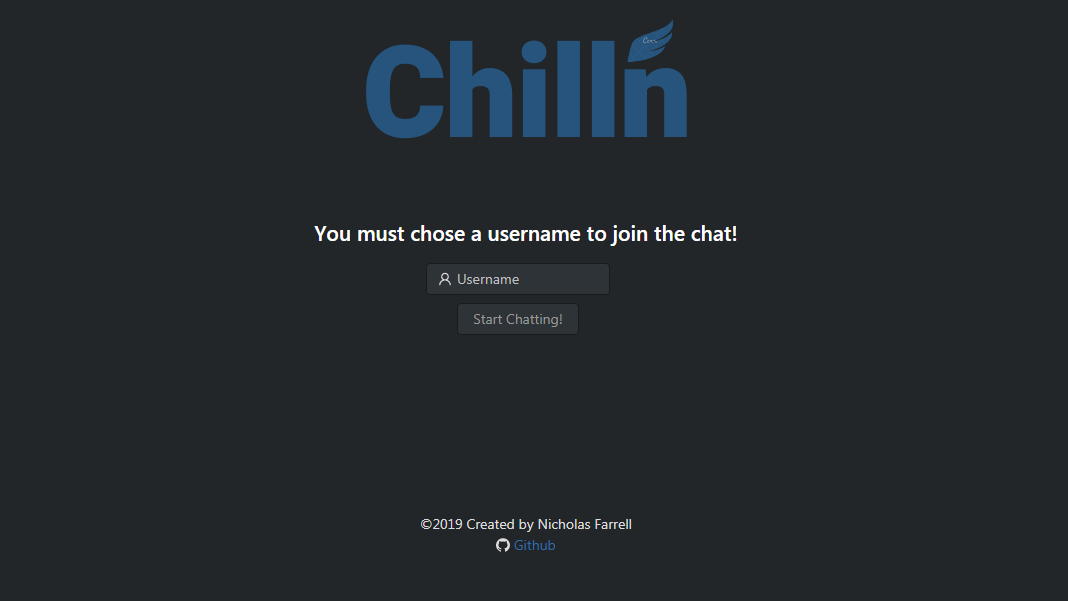 Chilln
You must chose a username to join the chat!
Username
Start Chatting!
©2019 Created by Nicholas Farrell
Github